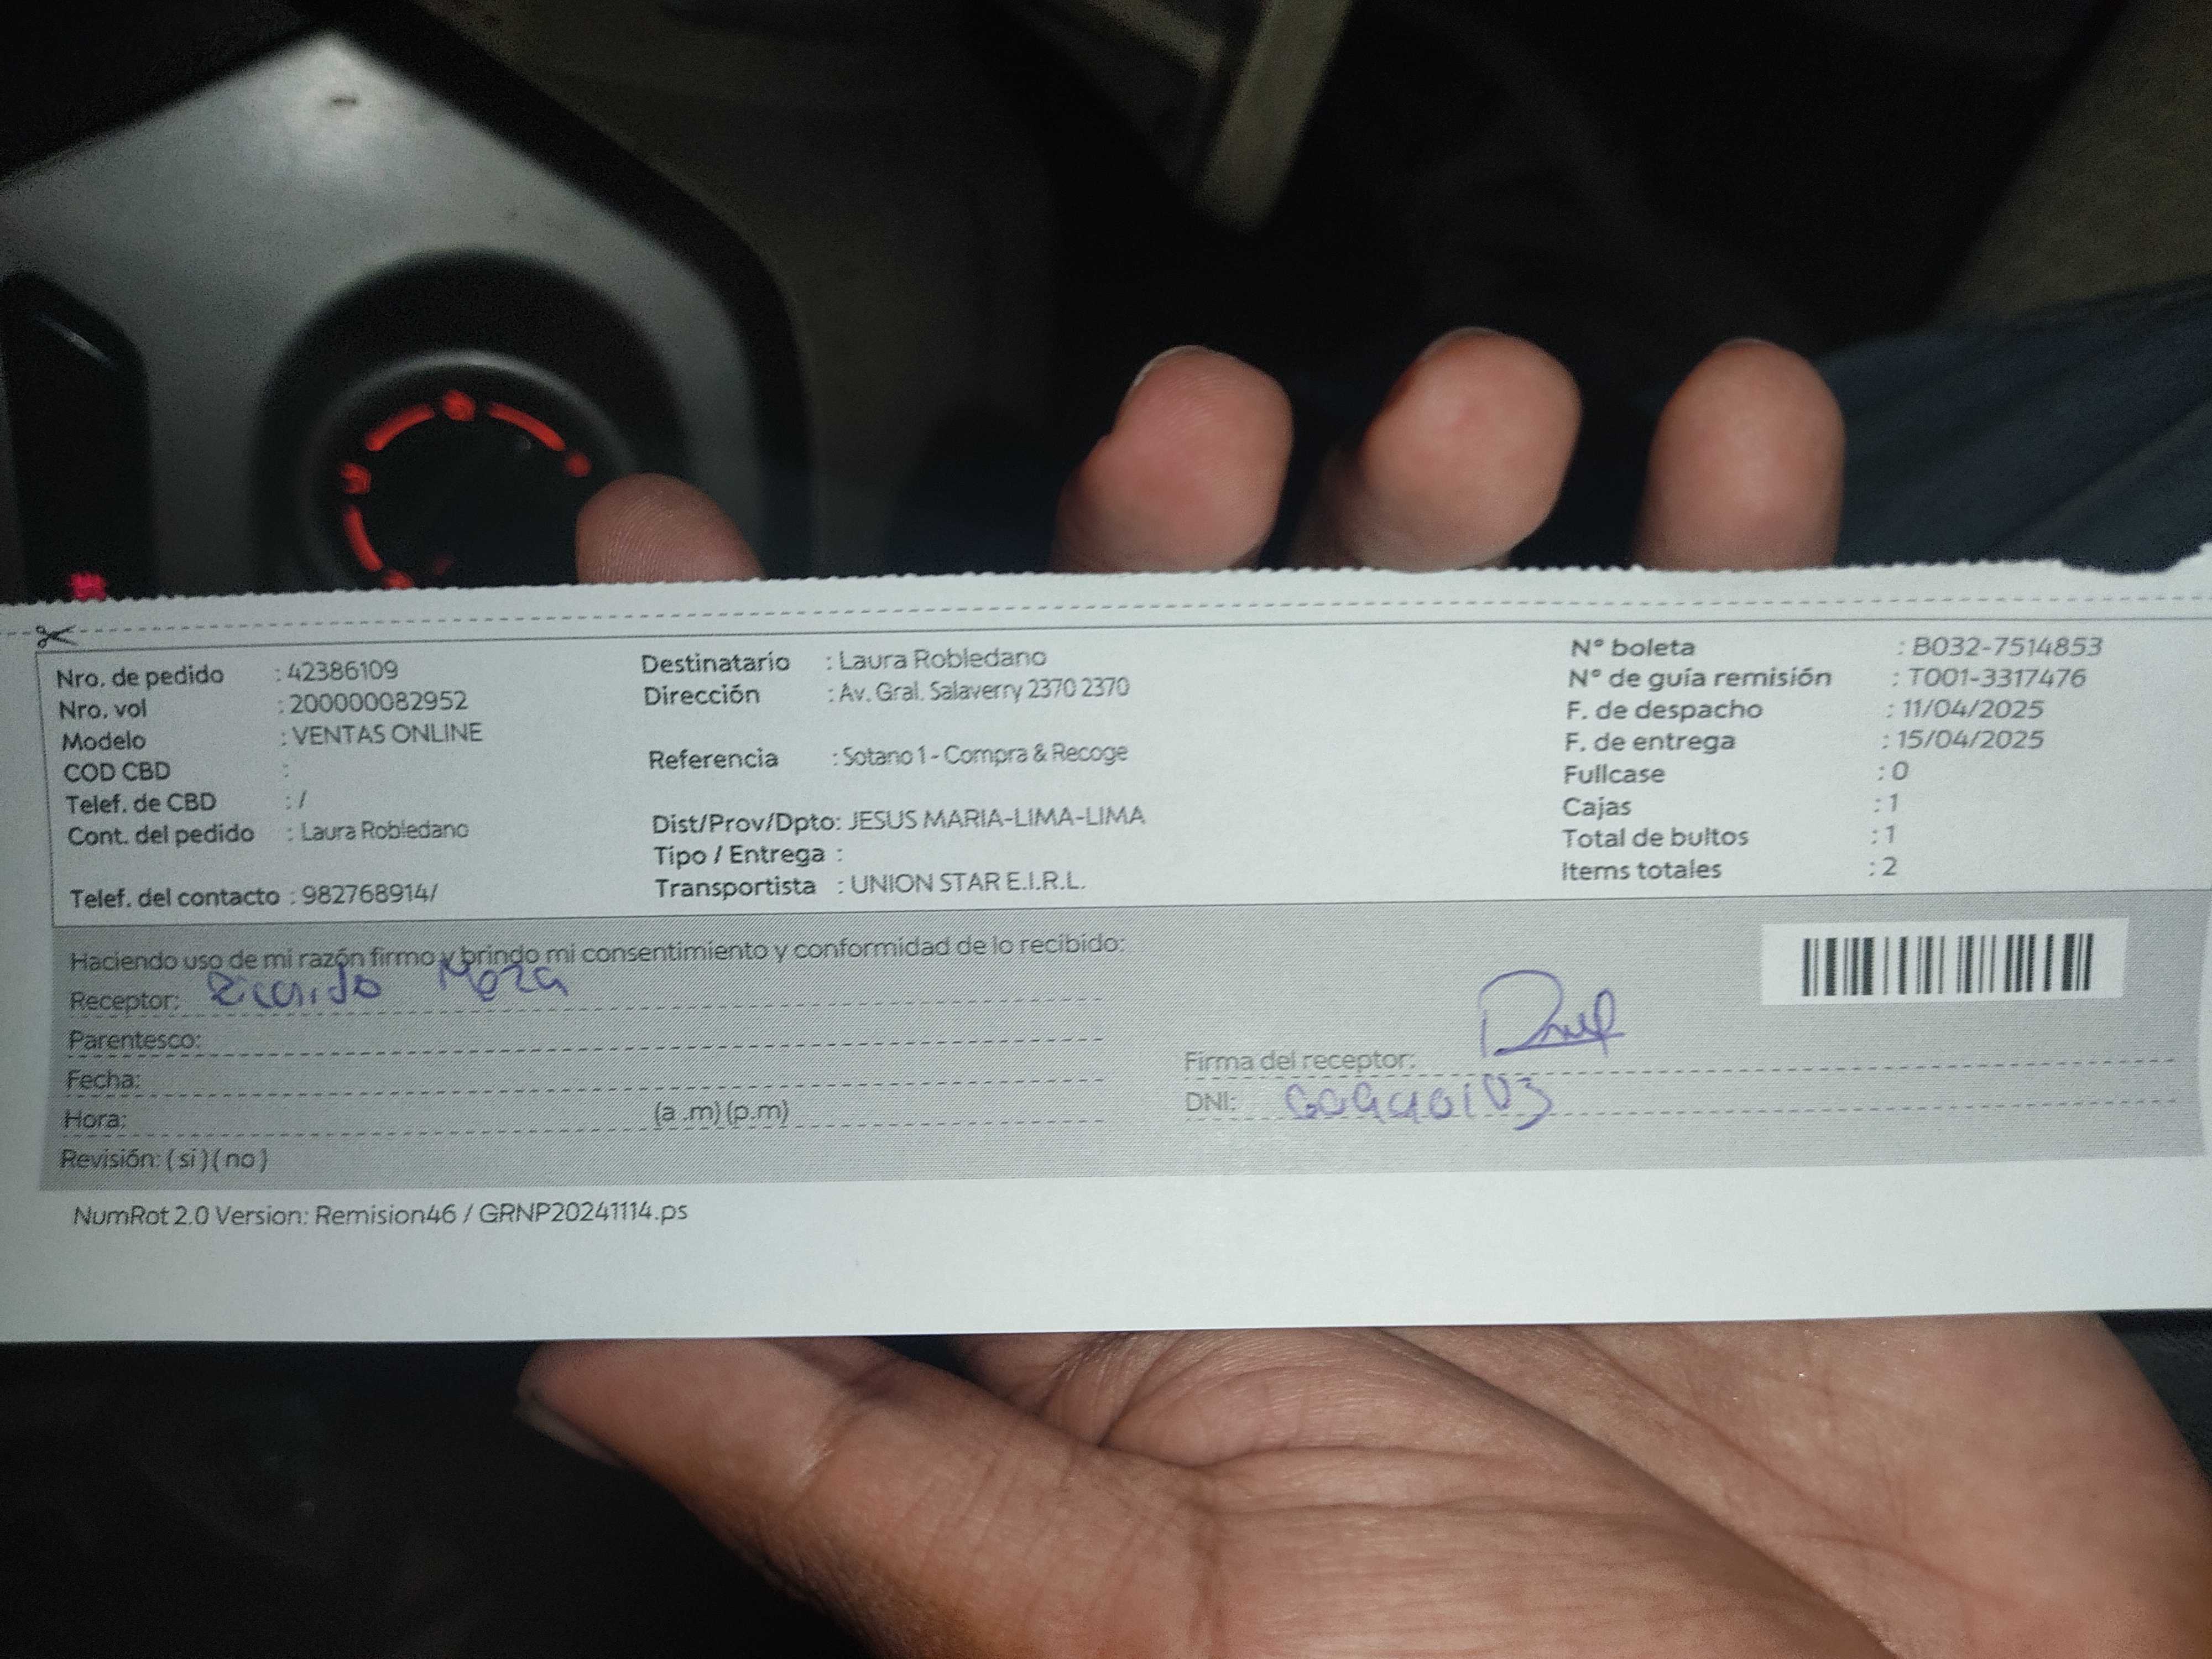 Nro. de pedido : 42386109
Nro. vol : 200000082952
Modelo : VENTAS ONLINE
COD CBD :
Telef. de CBD : /
Cont. del pedido : Laura Robledano
Telef. del contacto : 982768914/
Destinatario : Laura Robledano
Dirección : Av. Gral. Salaverry 2370 2370
Referencia : Sotano 1 - Compra & Recoge
Dist/Prov/Dpto: JESUS MARIA-LIMA-LIMA
Tipo / Entrega :
Transportista : UNION STAR E.I.R.L.
N° boleta : B032-7514853
N° de guía remisión : T001-3317476
F. de despacho : 11/04/2025
F. de entrega : 15/04/2025
Fullcase : 0
Cajas : 1
Total de bultos : 1
Items totales : 2
Haciendo uso de mi razón firmo y brindo mi consentimiento y conformidad de lo recibido:
Receptor: Ricardo
Parentesco:
Fecha:
Hora: (a .m) (p.m)
Revisión: ( si ) ( no )
Firma del receptor:
DNI:
NumRot 2.0 Version: Remision46 / GRNP20241114.ps